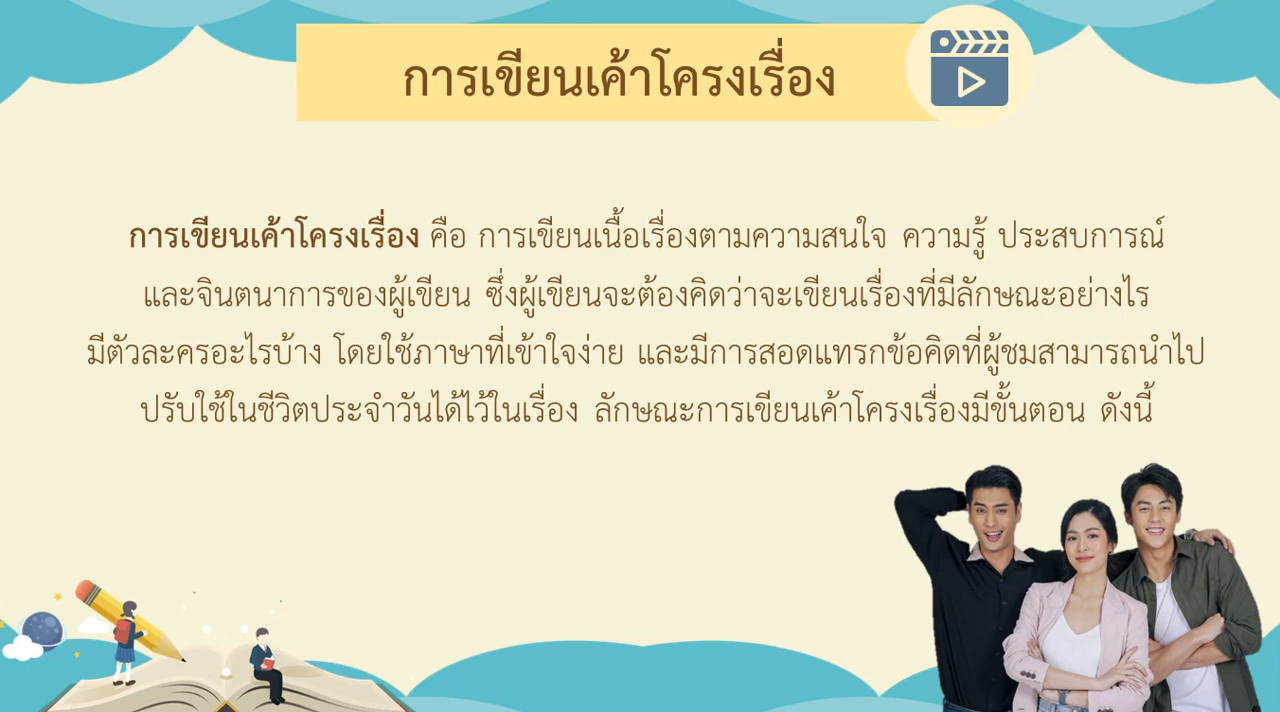 การเขียนเค้าโครงเรื่อง
การเขียนเค้าโครงเรื่อง คือ การเขียนเนื้อเรื่องตามความสนใจ ความรู้ ประสบการณ์
และจินตนาการของผู้เขียน ซึ่งผู้เขียนจะต้องคิดว่าจะเขียนเรื่องที่มีลักษณะอย่างไร
มีตัวละครอะไรบ้าง โดยใช้ภาษาที่เข้าใจง่าย และมีการสอดแทรกข้อคิดที่ผู้ชมสามารถนำไป
ปรับใช้ในชีวิตประจำวันได้ไว้ในเรื่อง ลักษณะการเขียนเค้าโครงเรื่องมีขั้นตอน ดังนี้